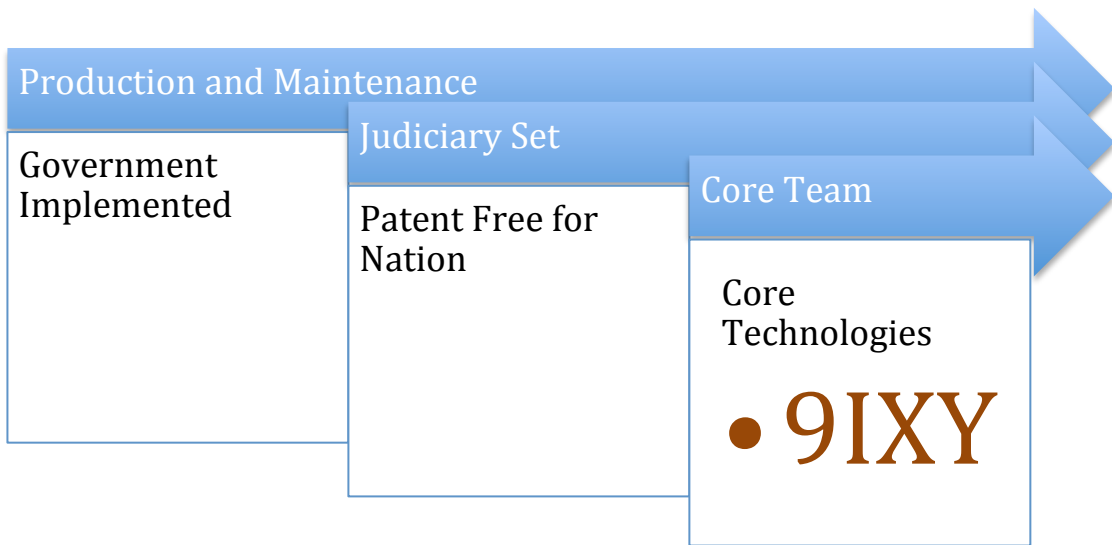 Production and Maintenance
Government
Implemented
Judiciary Set
Patent Free for
Nation
Core Team
Core
Technologies
• 9IXY